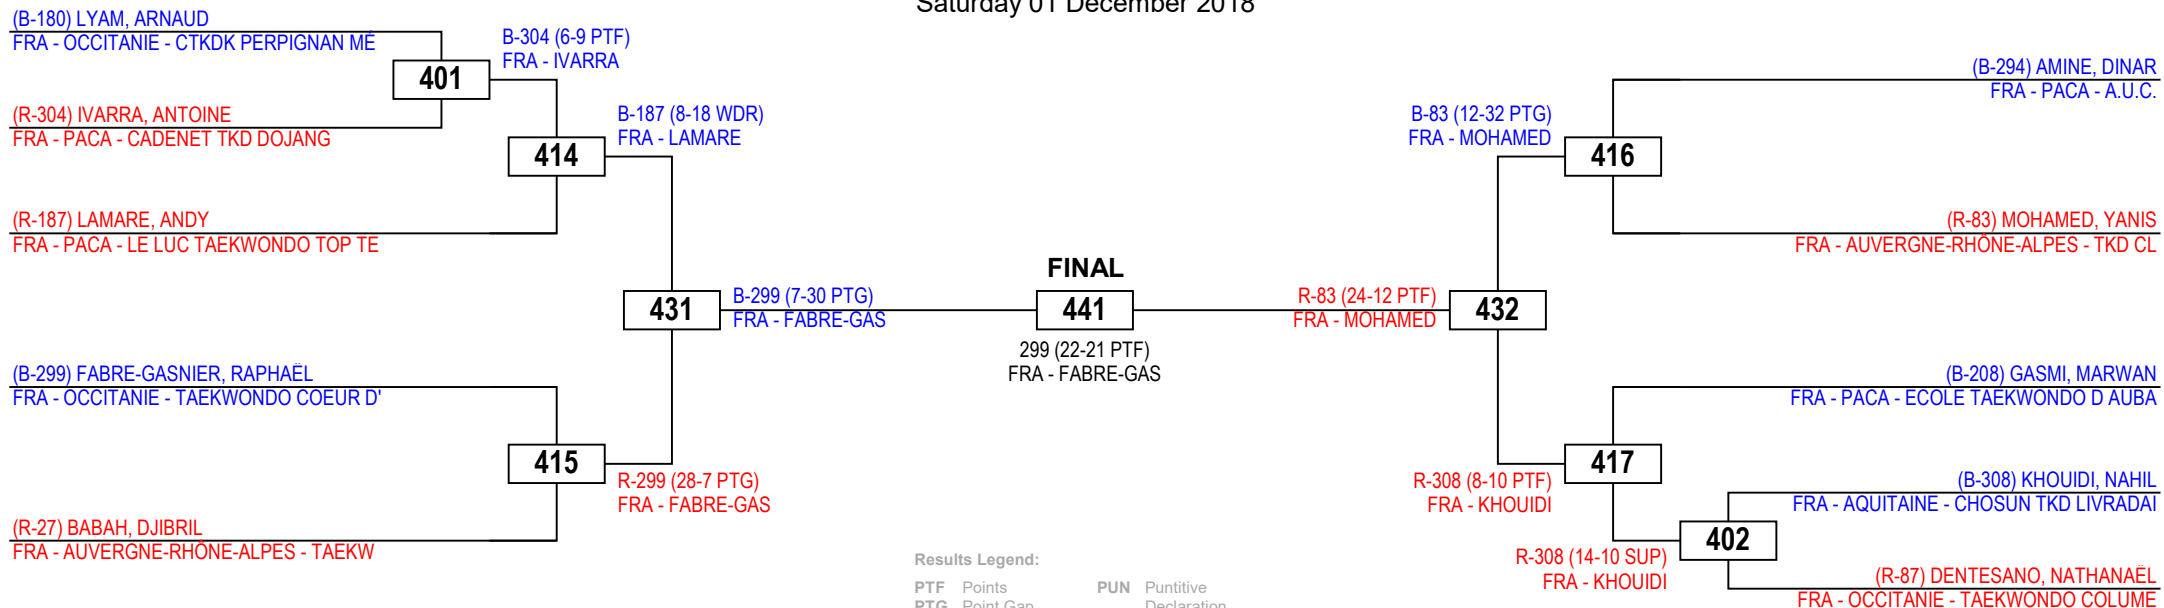 Saturday 01 December 2018
(B-180) LYAM, ARNAUD
FRA - OCCITANIE - CTKDK PERPIGNAN MÉ
B-304 (6-9 PTF)
FRA - IVARRA
401
(R-304) IVARRA, ANTOINE
FRA - PACA - CADENET TKD DOJANG
B-187 (8-18 WDR)
FRA - LAMARE
414
(R-187) LAMARE, ANDY
FRA - PACA - LE LUC TAEKWONDO TOP TE
431
B-299 (7-30 PTG)
FRA - FABRE-GAS
(B-299) FABRE-GASNIER, RAPHAËL
FRA - OCCITANIE - TAEKWONDO COEUR D'
415
R-299 (28-7 PTG)
FRA - FABRE-GAS
(R-27) BABAH, DJIBRIL
FRA - AUVERGNE-RHÔNE-ALPES - TAEKW
FINAL
441
299 (22-21 PTF)
FRA - FABRE-GAS
(B-294) AMINE, DINAR
FRA - PACA - A.U.C.
B-83 (12-32 PTG)
FRA - MOHAMED
416
(R-83) MOHAMED, YANIS
FRA - AUVERGNE-RHÔNE-ALPES - TKD CL
R-83 (24-12 PTF)
FRA - MOHAMED
432
(B-208) GASMI, MARWAN
FRA - PACA - ECOLE TAEKWONDO D AUBA
417
R-308 (8-10 PTF)
FRA - KHOUIDI
(B-308) KHOUIDI, NAHIL
FRA - AQUITAINE - CHOSUN TKD LIVRADAI
402
R-308 (14-10 SUP)
FRA - KHOUIDI
(R-87) DENTESANO, NATHANAËL
FRA - OCCITANIE - TAEKWONDO COLUME
Results Legend:
PTF Points PUN Puntitive
PTG Point Gap Declaration